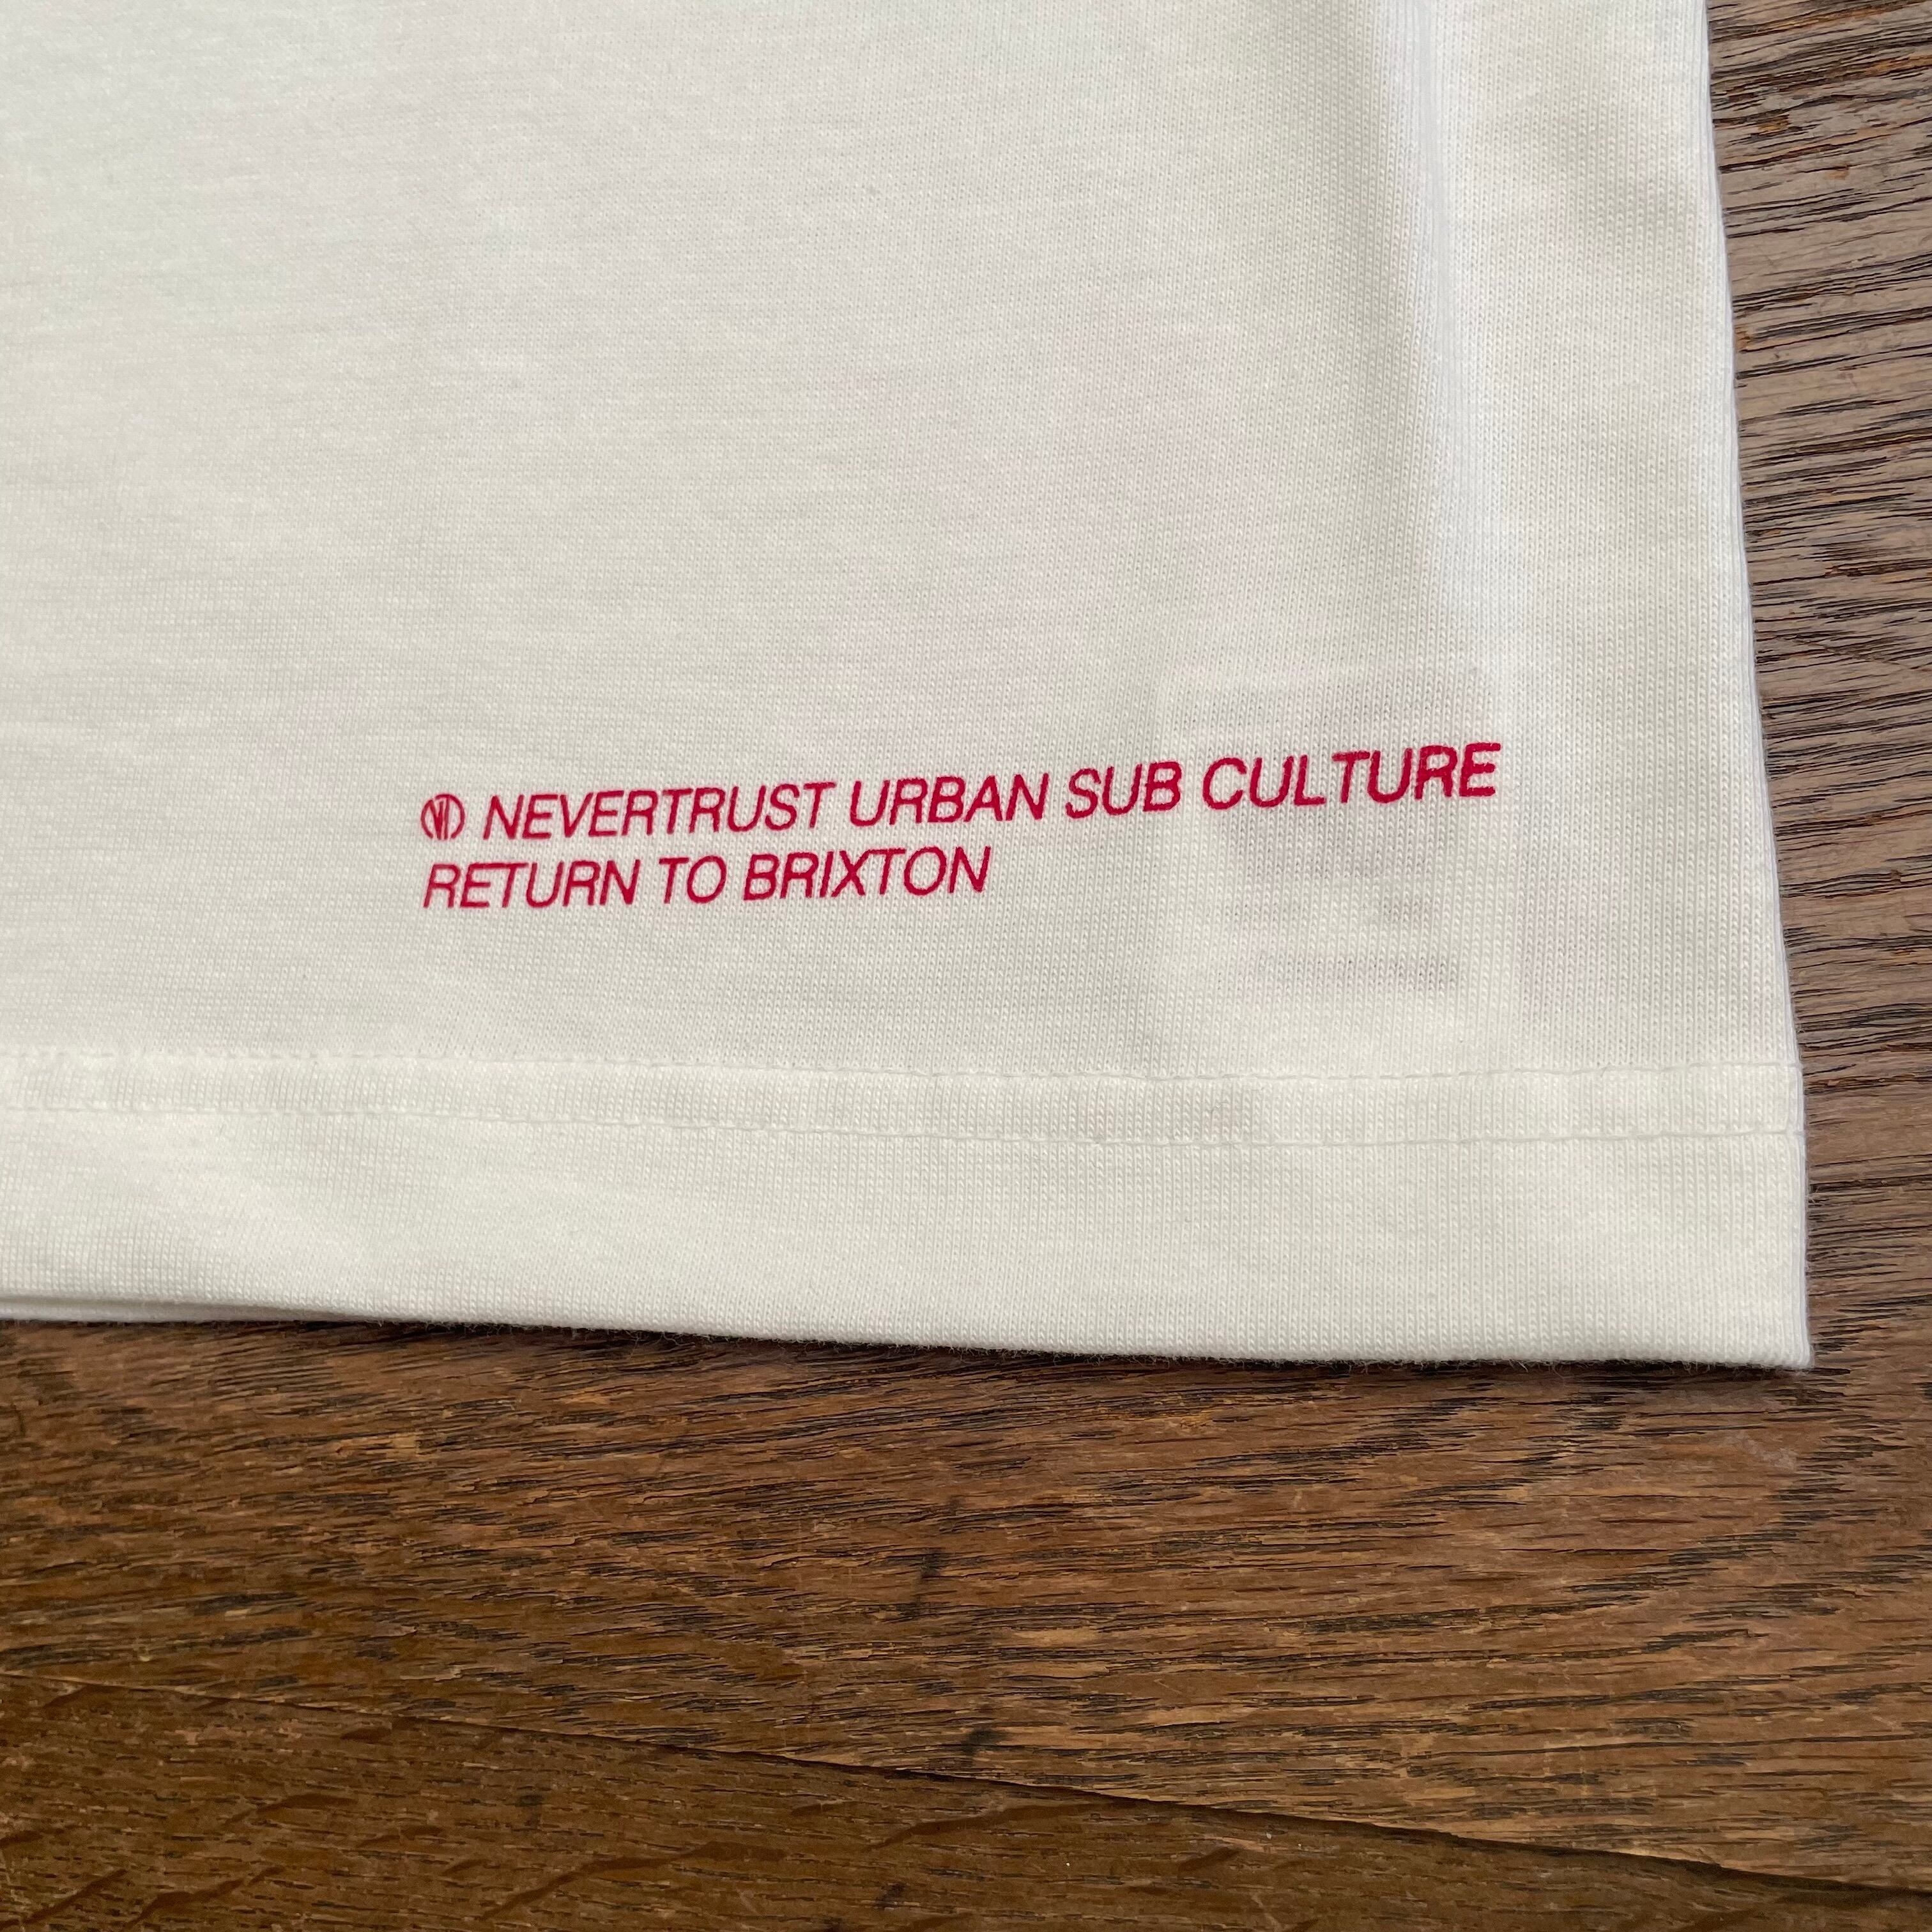 NEVERTRUST URBAN SUB CULTURE
RETURN TO BRIXTON